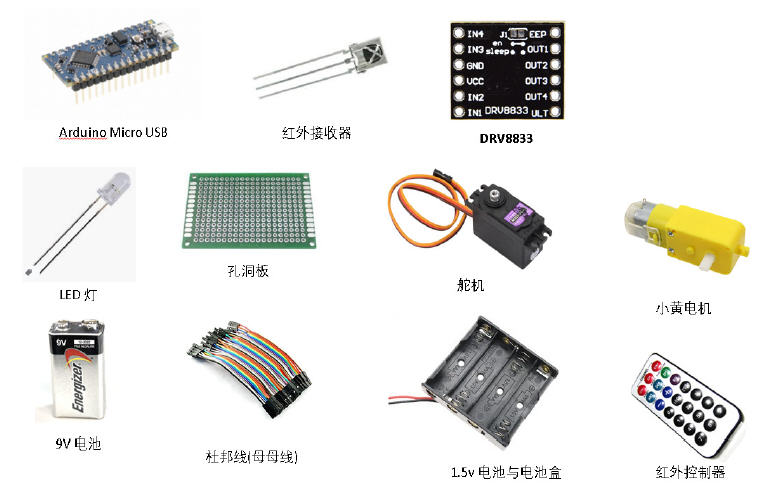 IN4
J1
EEP
IN3
en
OUT1
sleep
GND
OUT2
VCC
OUT3
IN2
OUT4
IN1
DRV8833
ULT
Arduino Micro USB
红外接收器
DRV8833
LED 灯
孔洞板
舵机
小黄电机
9V
Energizer
9V 电池
杜邦线(母母线)
1.5v 电池与电池盒
红外控制器